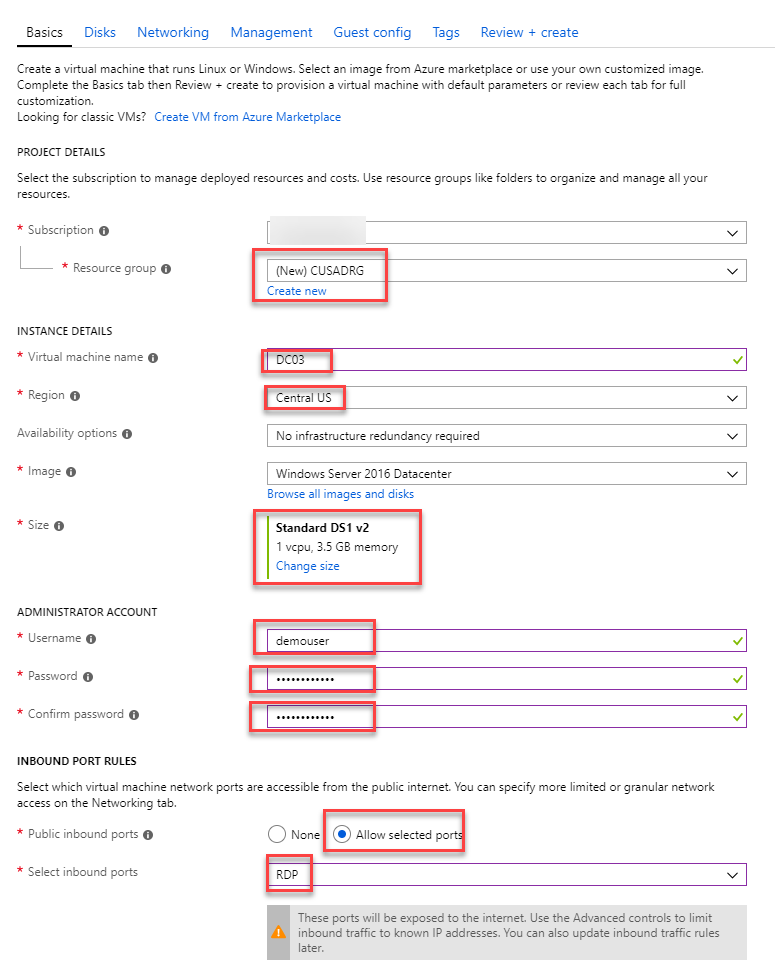 Basics Disks Networking Management Guest config Tags Review + create
Create a virtual machine that runs Linux or Windows. Select an image from Azure marketplace or use your own customized image.
Complete the Basics tab then Review + create to provision a virtual machine with default parameters or review each tab for full
customization.
Looking for classic VMs? Create VM from Azure Marketplace
PROJECT DETAILS
Select the subscription to manage deployed resources and costs. Use resource groups like folders to organize and manage all your
resources.
* Subscription
* Resource group (New) CUSADRG
Create new
INSTANCE DETAILS
* Virtual machine name DC03
* Region Central US
Availability options No infrastructure redundancy required
* Image Windows Server 2016 Datacenter
Browse all images and disks
* Size Standard DS1 v2
1 vcpu, 3.5 GB memory
Change size
ADMINISTRATOR ACCOUNT
* Username demouser
* Password ••••••••••••
* Confirm password ••••••••••••
INBOUND PORT RULES
Select which virtual machine network ports are accessible from the public internet. You can specify more limited or granular network
access on the Networking tab.
* Public inbound ports None Allow selected ports
* Select inbound ports RDP
These ports will be exposed to the internet. Use the Advanced controls to limit
inbound traffic to known IP addresses. You can also update inbound traffic rules
later.